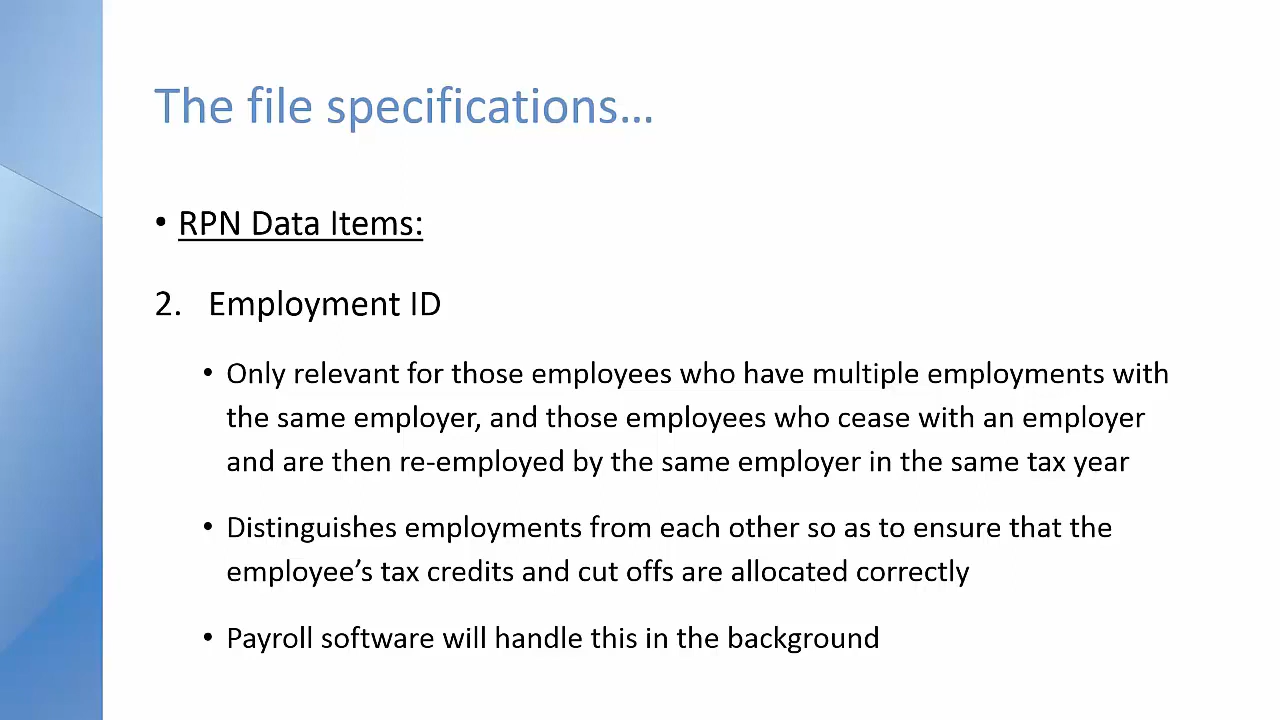 The file specifications...
• RPN Data Items:
2. Employment ID
• Only relevant for those employees who have multiple employments with
the same employer, and those employees who cease with an employer
and are then re-employed by the same employer in the same tax year
• Distinguishes employments from each other so as to ensure that the
employee’s tax credits and cut offs are allocated correctly
• Payroll software will handle this in the background